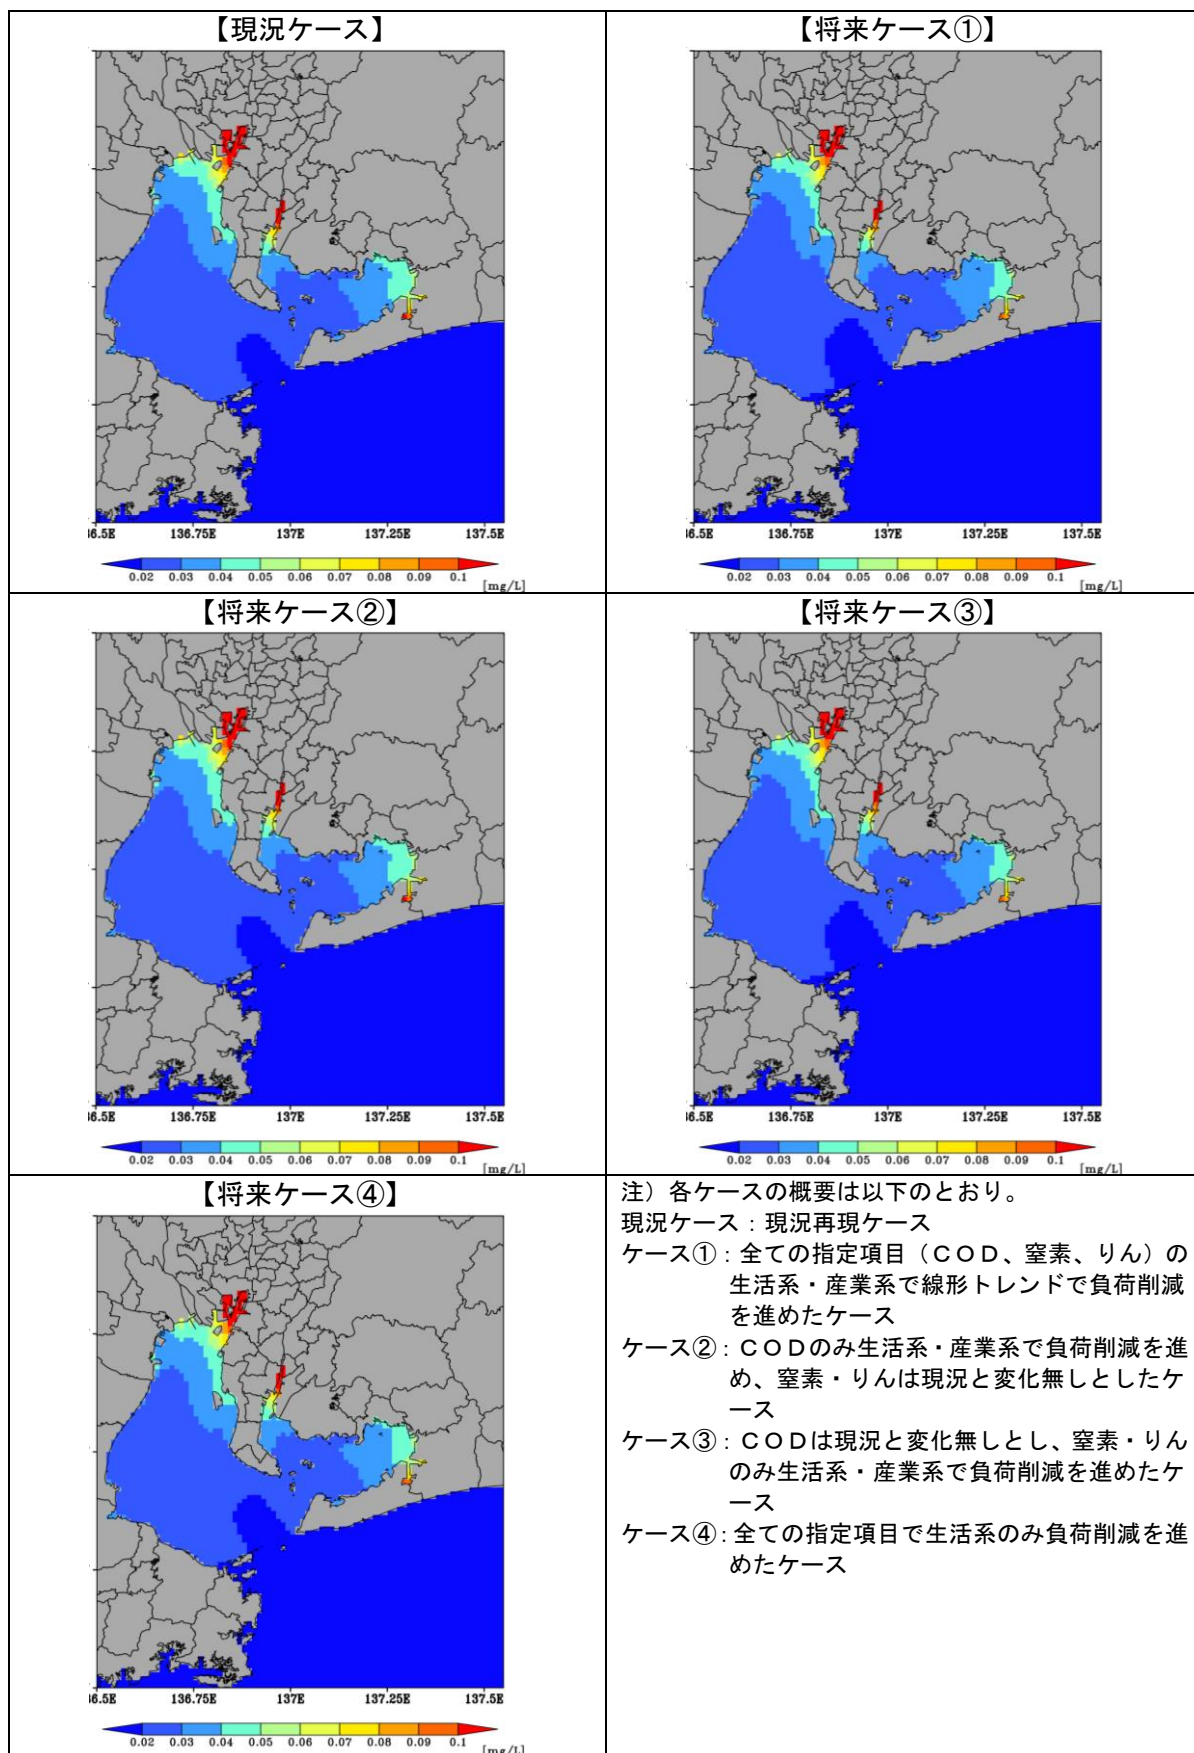 【現況ケース】
6.5E 136.75E 137E 137.25E 137.5E
0.02 0.03 0.04 0.05 0.06 0.07 0.08 0.09 0.1
[mg/L]
【将来ケース①】
6.5E 136.75E 137E 137.25E 137.5E
0.02 0.03 0.04 0.05 0.06 0.07 0.08 0.09 0.1
[mg/L]
【将来ケース②】
6.5E 136.75E 137E 137.25E 137.5E
0.02 0.03 0.04 0.05 0.06 0.07 0.08 0.09 0.1
[mg/L]
【将来ケース③】
6.5E 136.75E 137E 137.25E 137.5E
0.02 0.03 0.04 0.05 0.06 0.07 0.08 0.09 0.1
[mg/L]
【将来ケース④】
6.5E 136.75E 137E 137.25E 137.5E
0.02 0.03 0.04 0.05 0.06 0.07 0.08 0.09 0.1
[mg/L]
注）各ケースの概要は以下のとおり。
現況ケース：現況再現ケース
ケース①：全ての指定項目（ＣＯＤ、窒素、りん）の
生活系・産業系で線形トレンドで負荷削減
を進めたケース
ケース②：ＣＯＤのみ生活系・産業系で負荷削減を進
め、窒素・りんは現況と変化無しとしたケ
ース
ケース③：ＣＯＤは現況と変化無しとし、窒素・りん
のみ生活系・産業系で負荷削減を進めたケ
ース
ケース④：全ての指定項目で生活系のみ負荷削減を進
めたケース